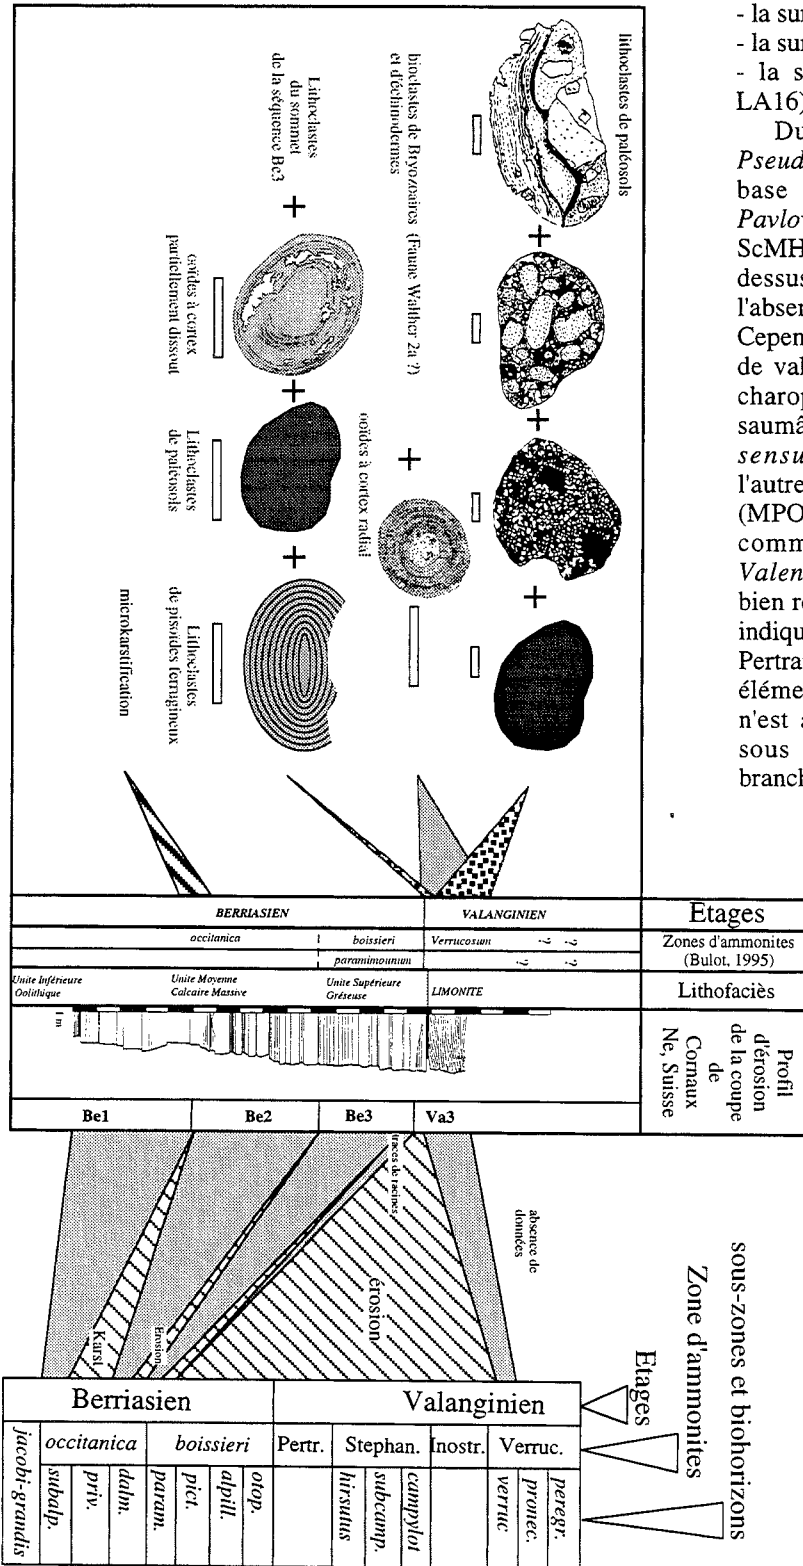 - la sur
- la sur
- la s
LA16)
Du
Pseud
base
Pavlov
ScMH
dessus
l'absen
Cepen
de val
charop
saumâ
sensu
l'autre
(MPO
comm
Valen
bien re
indiqu
Pertra
éléme
n'est a
sous
branch
lithoclastes de paléosols
bioclastes de Bryozoaires (Faune Walther 2a ?)
et d'échinodermes
ooïdes à cortex radial
Lithoclastes
du sommet
de la séquence Be3
ooïdes à cortex
partiellement dissout
Lithoclastes
de paléosols
Lithoclastes
de pisoïdes ferrugineux
microkarstification
+ + +
+
+ + +
BERRIASIEN VALANGINIEN Etages
occitanica boissieri Verrucosum ? ? Zones d'ammonites
paramimounum ? ? (Bulot, 1995)
Unite Inférieure Unite Moyenne Unite Supérieure LIMONITE Lithofaciès
Oolithique Calcaire Massive Gréseuse
1 m
Profil
d'érosion
de la coupe
de
Cornaux
Ne, Suisse
Be1 Be2 Be3 Va3
traces de racines
absence de
données
érosion
Erosion
Karst
sous-zones et biohorizons
Zone d'ammonites
Etages
Berriasien Valanginien
occitanica boissieri Pertr. Stephan. Inostr. Verruc.
jacobi-grandis
subalp.
priv.
dalm.
param.
pict.
alpill.
otop.
hirsutus
subcamp.
campylot
verruc
pronec.
peregr.